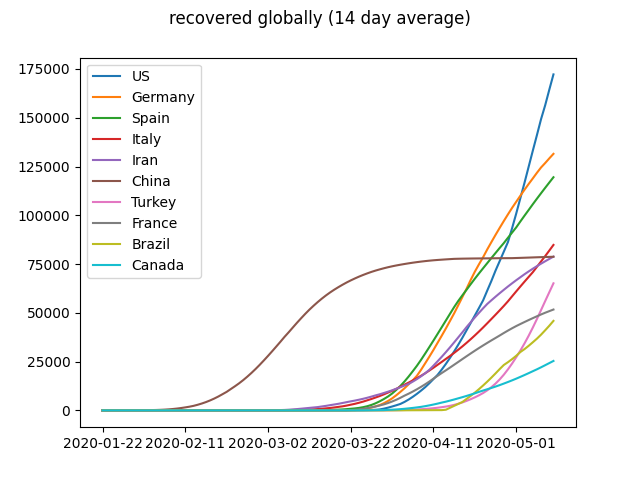 recovered globally (14 day average)
175000
150000
125000
100000
75000
50000
25000
0
US
Germany
Spain
Italy
Iran
China
Turkey
France
Brazil
Canada
2020-01-22 2020-02-11 2020-03-02 2020-03-22 2020-04-11 2020-05-01